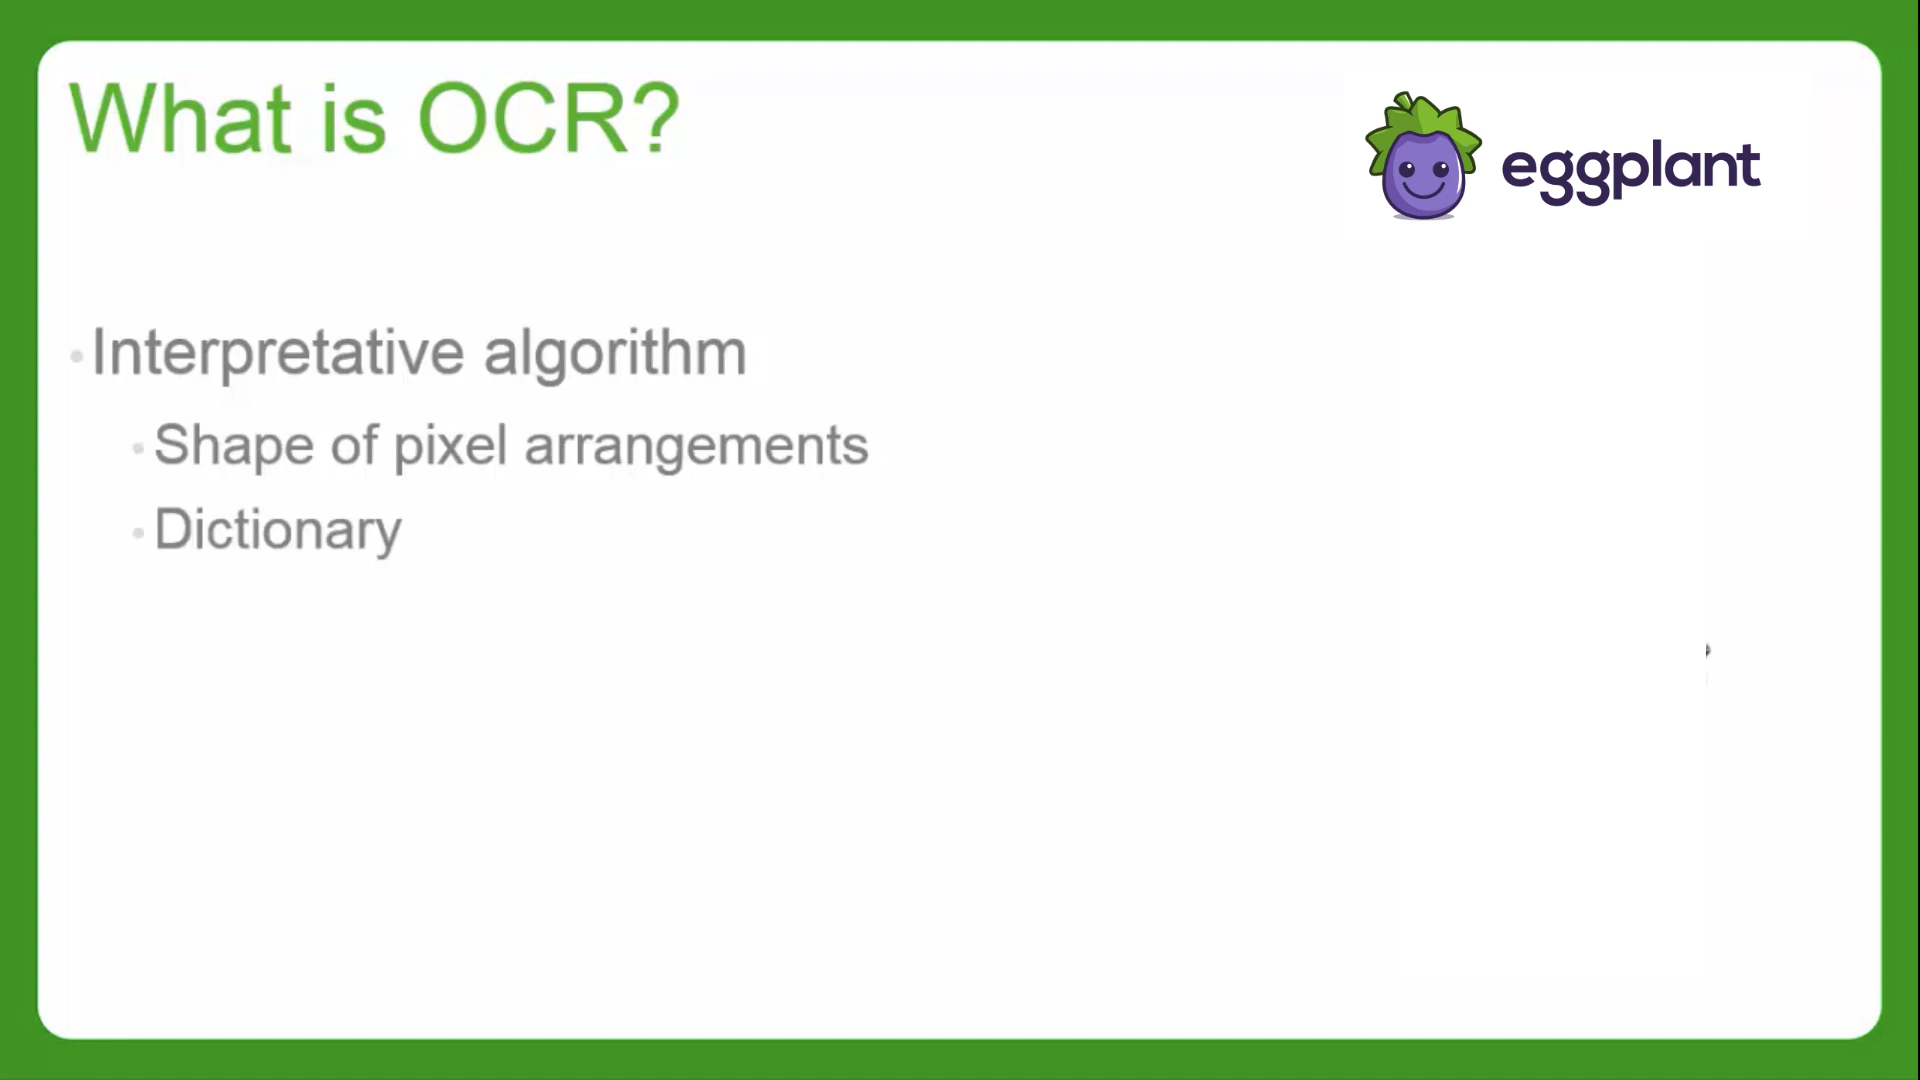 What is OCR?
eggplant
Interpretative algorithm
Shape of pixel arrangements
Dictionary